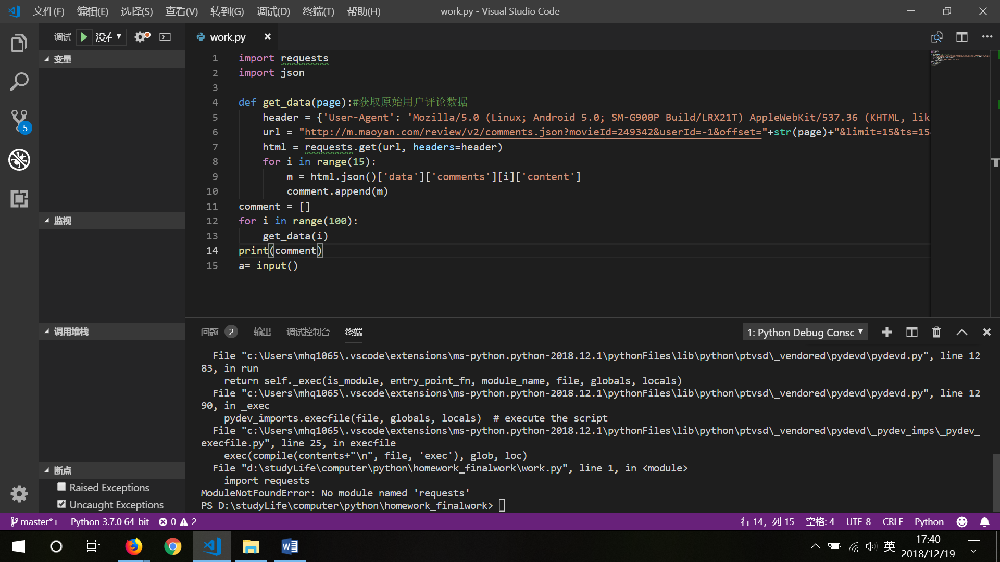 文件(F) 编辑(E) 选择(S) 查看(V) 转到(G) 调试(D) 终端(T) 帮助(H) work.py - Visual Studio Code
调试 没有 work.py
变量
监视
调用堆栈
断点
Raised Exceptions
Uncaught Exceptions
5
1 import requests
2 import json
3
4 def get_data(page):#获取原始用户评论数据
5 header = {'User-Agent': 'Mozilla/5.0 (Linux; Android 5.0; SM-G900P Build/LRX21T) AppleWebKit/537.36 (KHTML, lik
6 url = "http://m.maoyan.com/review/v2/comments.json?movieId=249342&userId=-1&offset="+str(page)+"&limit=15&ts=15
7 html = requests.get(url, headers=header)
8 for i in range(15):
9 m = html.json()['data']['comments'][i]['content']
10 comment.append(m)
11 comment = []
12 for i in range(100):
13 get_data(i)
14 print(comment)
15 a= input()
问题 2 输出 调试控制台 终端 1: Python Debug Consc
File "c:\Users\mhq1065\.vscode\extensions\ms-python.python-2018.12.1\pythonFiles\lib\python\ptvsd\_vendored\pydevd\pydevd.py", line 12
83, in run
return self._exec(is_module, entry_point_fn, module_name, file, globals, locals)
File "c:\Users\mhq1065\.vscode\extensions\ms-python.python-2018.12.1\pythonFiles\lib\python\ptvsd\_vendored\pydevd\pydevd.py", line 12
90, in _exec
pydev_imports.execfile(file, globals, locals)  # execute the script
File "c:\Users\mhq1065\.vscode\extensions\ms-python.python-2018.12.1\pythonFiles\lib\python\ptvsd\_vendored\pydevd\_pydev_imps\_pydev_
execfile.py", line 25, in execfile
exec(compile(contents+"\n", file, 'exec'), glob, loc)
File "d:\studyLife\computer\python\homework_finalwork\work.py", line 1, in <module>
import requests
ModuleNotFoundError: No module named 'requests'
PS D:\studyLife\computer\python\homework_finalwork>
master*+ Python 3.7.0 64-bit 0 2 行 14，列 15 空格: 4 UTF-8 CRLF Python
英 17:40
2018/12/19